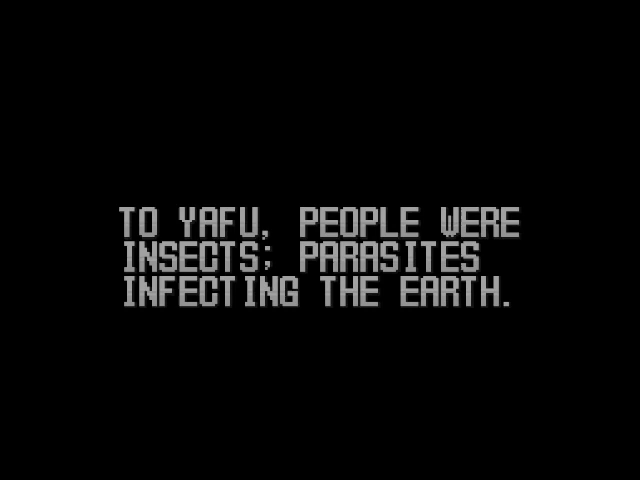 TO YAFU, PEOPLE WERE
INSECTS; PARASITES
INFECTING THE EARTH.